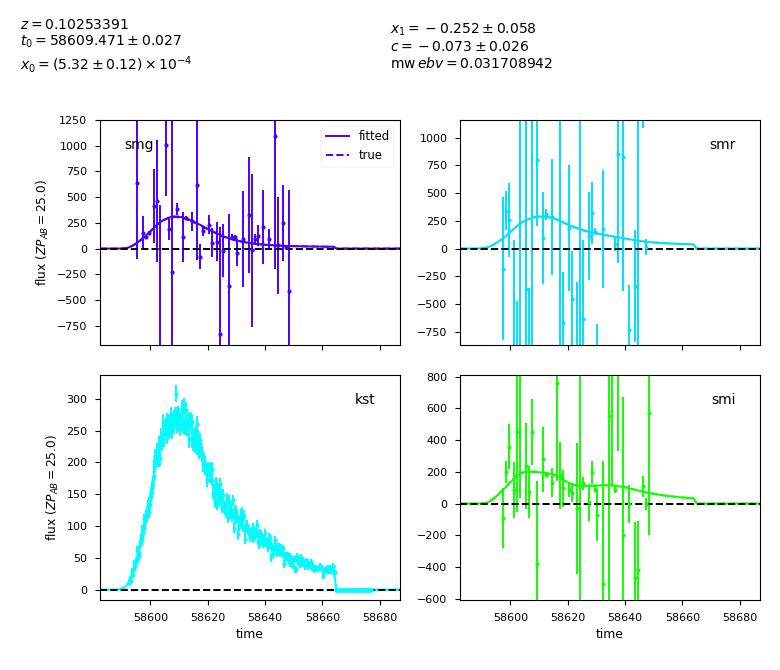 z = 0.10253391
t₀ = 58609.471 ± 0.027
x₀ = (5.32 ± 0.12) × 10⁻⁴
x₁ = −0.252 ± 0.058
c = −0.073 ± 0.026
mw ebv = 0.031708942
smg
fitted
true
1250
1000
750
500
250
0
−250
−500
−750
flux (ZP_AB = 25.0)
smr
1000
750
500
250
0
−250
−500
−750
kst
300
250
200
150
100
50
0
flux (ZP_AB = 25.0)
58600 58620 58640 58660 58680
time
smi
800
600
400
200
0
−200
−400
−600
58600 58620 58640 58660 58680
time